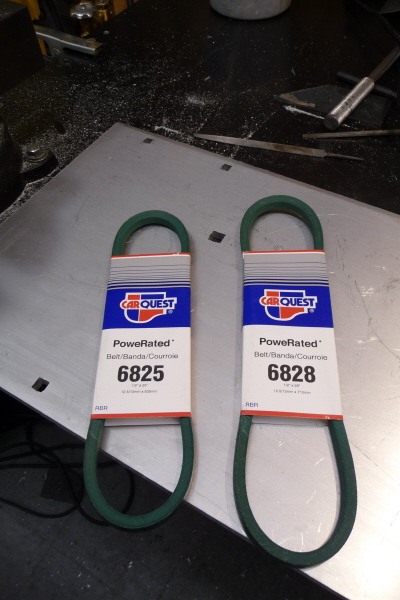 CARQUEST®
PoweRated*
Belt/Banda/Courroie
6825
RBR
CARQUEST®
PoweRated*
Belt/Banda/Courroie
6828
RBR